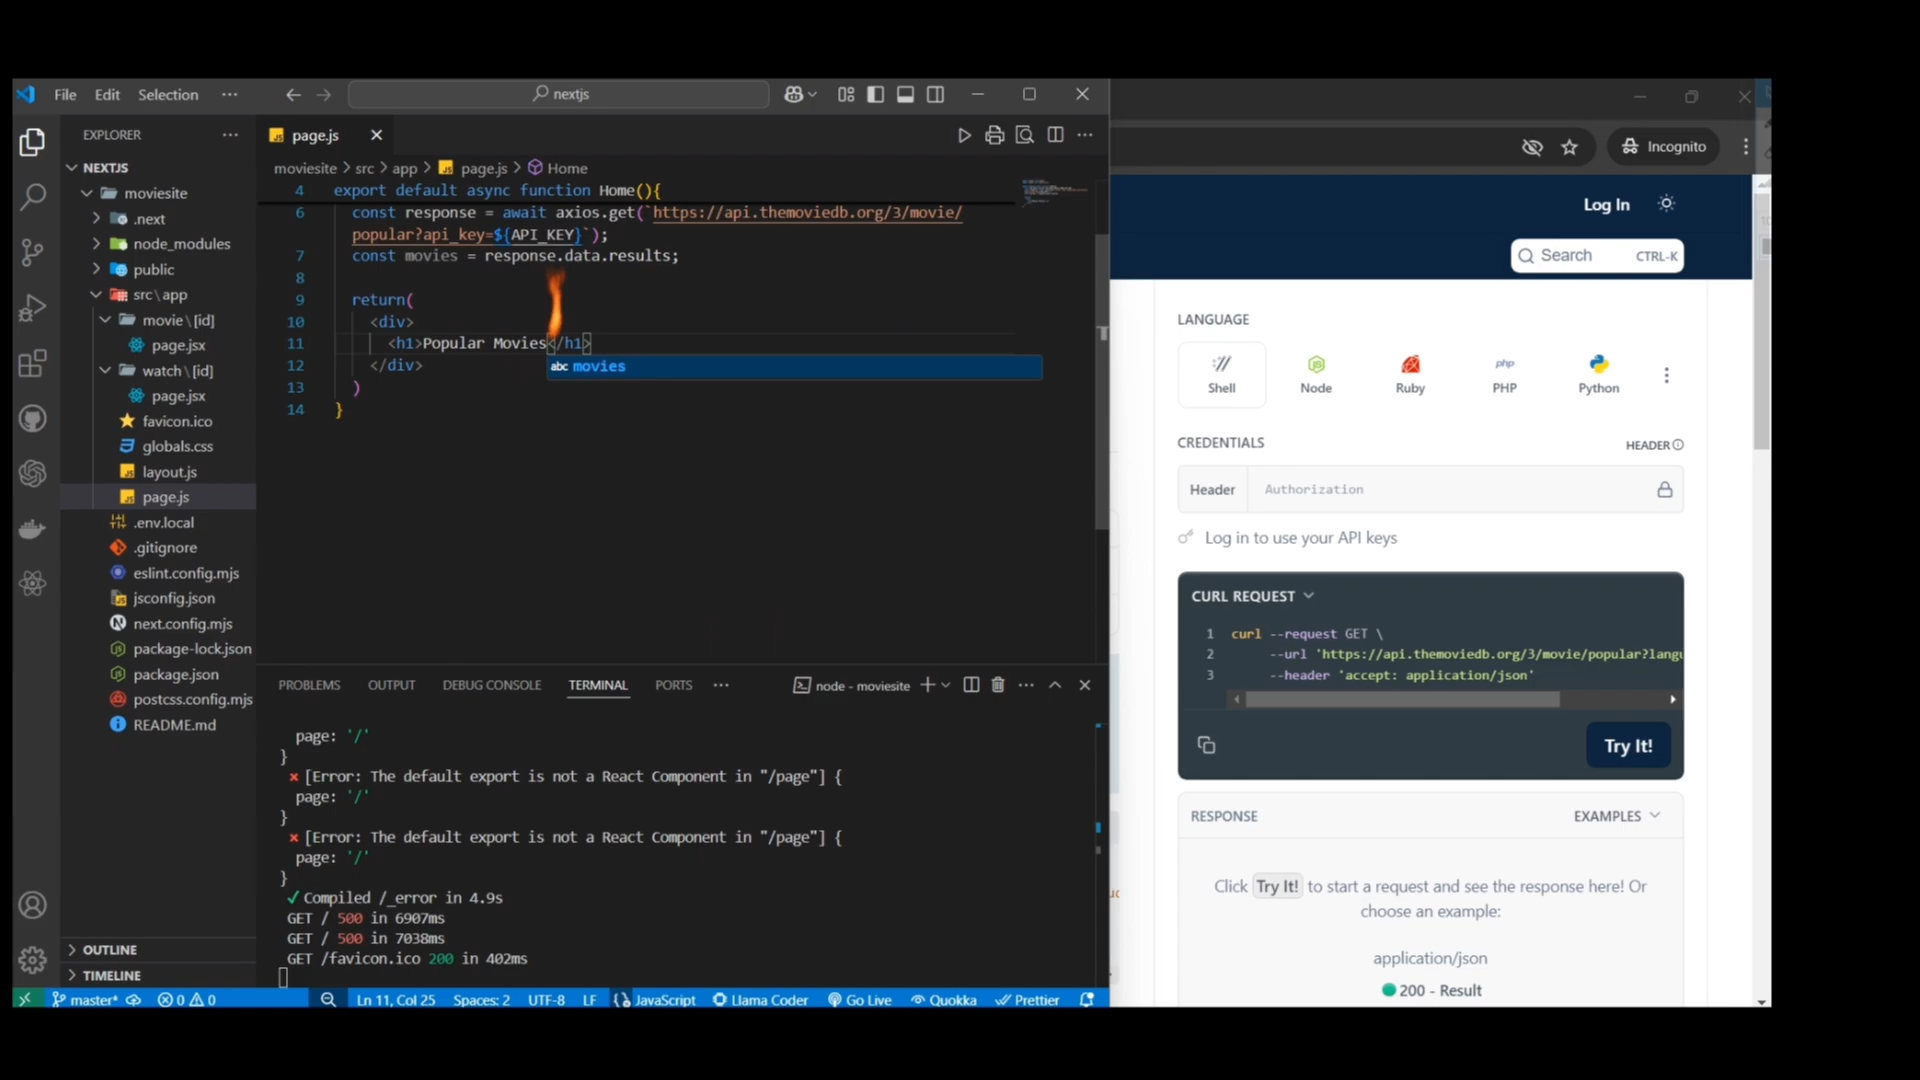 File Edit Selection ···
nextjs
EXPLORER
NEXTJS
moviesite
.next
node_modules
public
src\app
movie\[id]
page.jsx
watch\[id]
page.jsx
favicon.ico
globals.css
layout.js
page.js
.env.local
.gitignore
eslint.config.mjs
jsconfig.json
next.config.mjs
package-lock.json
package.json
postcss.config.mjs
README.md
OUTLINE
TIMELINE
page.js
moviesite > src > app > page.js > Home
4 export default async function Home(){
6 const response = await axios.get(`https://api.themoviedb.org/3/movie/
popular?api_key=${API_KEY}`);
7 const movies = response.data.results;
8
9 return(
10 <div>
11 <h1>Popular Movies</h1>
abc movies
12 </div>
13 )
14 }
PROBLEMS OUTPUT DEBUG CONSOLE TERMINAL PORTS ···
node - moviesite
page: '/'
}
× [Error: The default export is not a React Component in "/page"] {
page: '/'
}
× [Error: The default export is not a React Component in "/page"] {
page: '/'
}
✓ Compiled /_error in 4.9s
GET / 500 in 6907ms
GET / 500 in 7038ms
GET /favicon.ico 200 in 402ms
master* 0 0 Ln 11, Col 25 Spaces: 2 UTF-8 LF JavaScript Llama Coder Go Live Quokka Prettier
Incognito
Log In
Search CTRL-K
LANGUAGE
Shell Node Ruby PHP Python
CREDENTIALS HEADER
Header Authorization
Log in to use your API keys
CURL REQUEST
1 curl --request GET \
2 --url 'https://api.themoviedb.org/3/movie/popular?langu
3 --header 'accept: application/json'
Try It!
RESPONSE EXAMPLES
Click Try It! to start a request and see the response here! Or
choose an example:
application/json
200 - Result